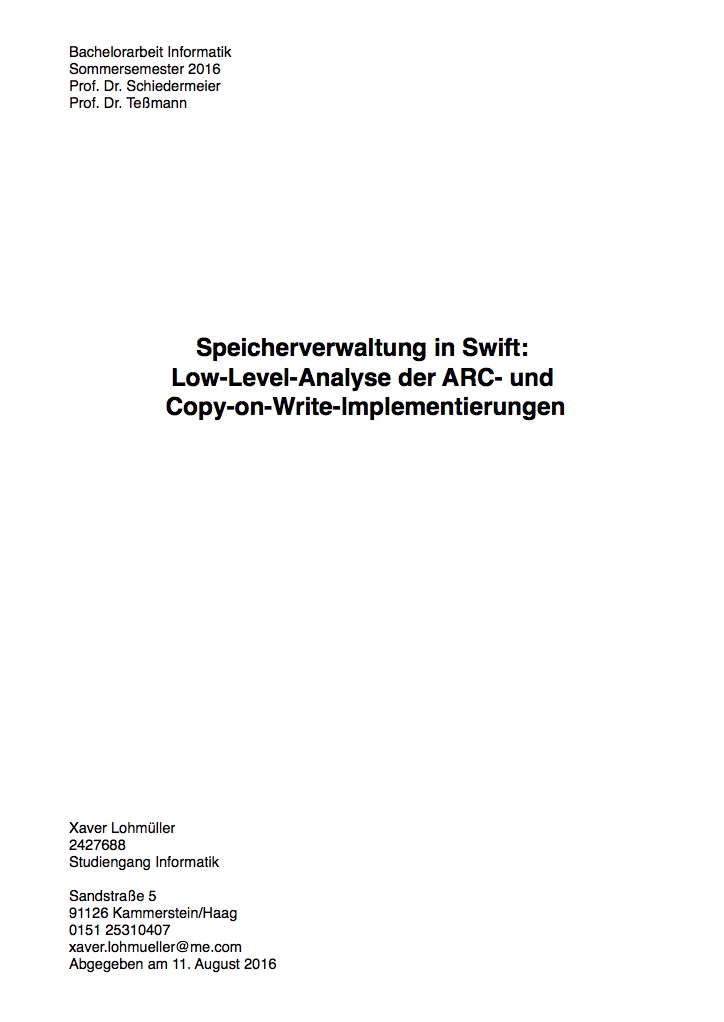 Bachelorarbeit Informatik
Sommersemester 2016
Prof. Dr. Schiedermeier
Prof. Dr. Teßmann
Speicherverwaltung in Swift:
Low-Level-Analyse der ARC- und
Copy-on-Write-Implementierungen
Xaver Lohmüller
2427688
Studiengang Informatik
Sandstraße 5
91126 Kammerstein/Haag
0151 25310407
xaver.lohmueller@me.com
Abgegeben am 11. August 2016